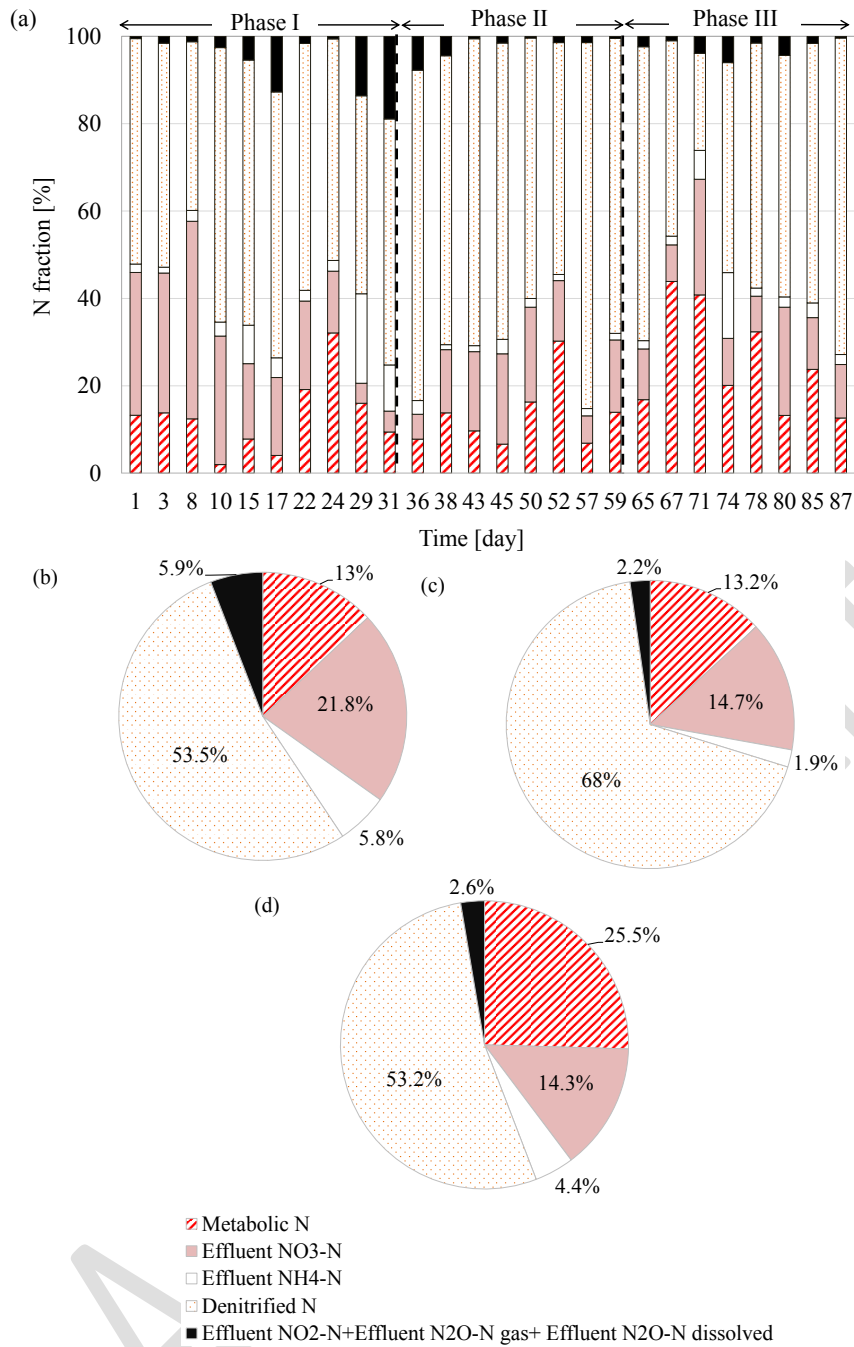 (a)
Phase I
Phase II
Phase III
N fraction [%]
100
80
60
40
20
0
1 3 8 10 15 17 22 24 29 31 36 38 43 45 50 52 57 59 65 67 71 74 78 80 85 87
Time [day]
(b)
5.9%
13%
21.8%
53.5%
5.8%
(c)
2.2%
13.2%
14.7%
1.9%
68%
(d)
2.6%
25.5%
14.3%
53.2%
4.4%
Metabolic N
Effluent NO3-N
Effluent NH4-N
Denitrified N
Effluent NO2-N+Effluent N2O-N gas+ Effluent N2O-N dissolved